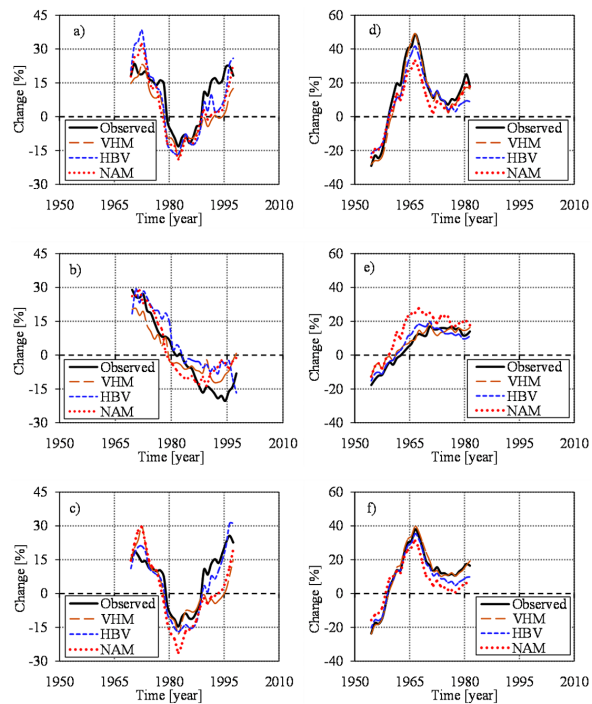 a)
45
30
15
0
-15
-30
Change [%]
Observed
VHM
HBV
NAM
1950 1965 1980 1995 2010
Time [year]
d)
60
40
20
0
-20
-40
Change [%]
Observed
VHM
HBV
NAM
1950 1965 1980 1995 2010
Time [year]
b)
45
30
15
0
-15
-30
Change [%]
Observed
VHM
HBV
NAM
1950 1965 1980 1995 2010
Time [year]
e)
60
40
20
0
-20
-40
Change [%]
Observed
VHM
HBV
NAM
1950 1965 1980 1995 2010
Time [year]
c)
45
30
15
0
-15
-30
Change [%]
Observed
VHM
HBV
NAM
1950 1965 1980 1995 2010
Time [year]
f)
60
40
20
0
-20
-40
Change [%]
Observed
VHM
HBV
NAM
1950 1965 1980 1995 2010
Time [year]